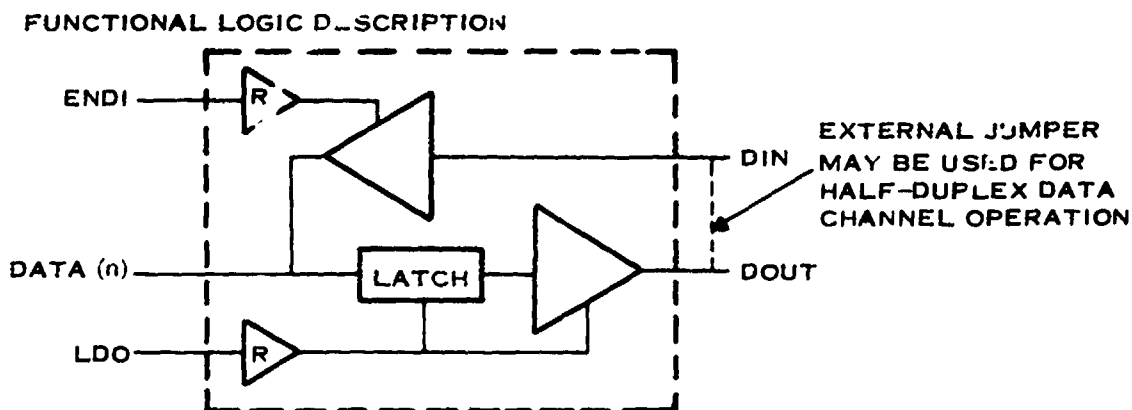 FUNCTIONAL LOGIC DESCRIPTION
ENDI
R
DIN
EXTERNAL JUMPER
MAY BE USED FOR
HALF-DUPLEX DATA
CHANNEL OPERATION
DATA (n)
LATCH
DOUT
LDO
R